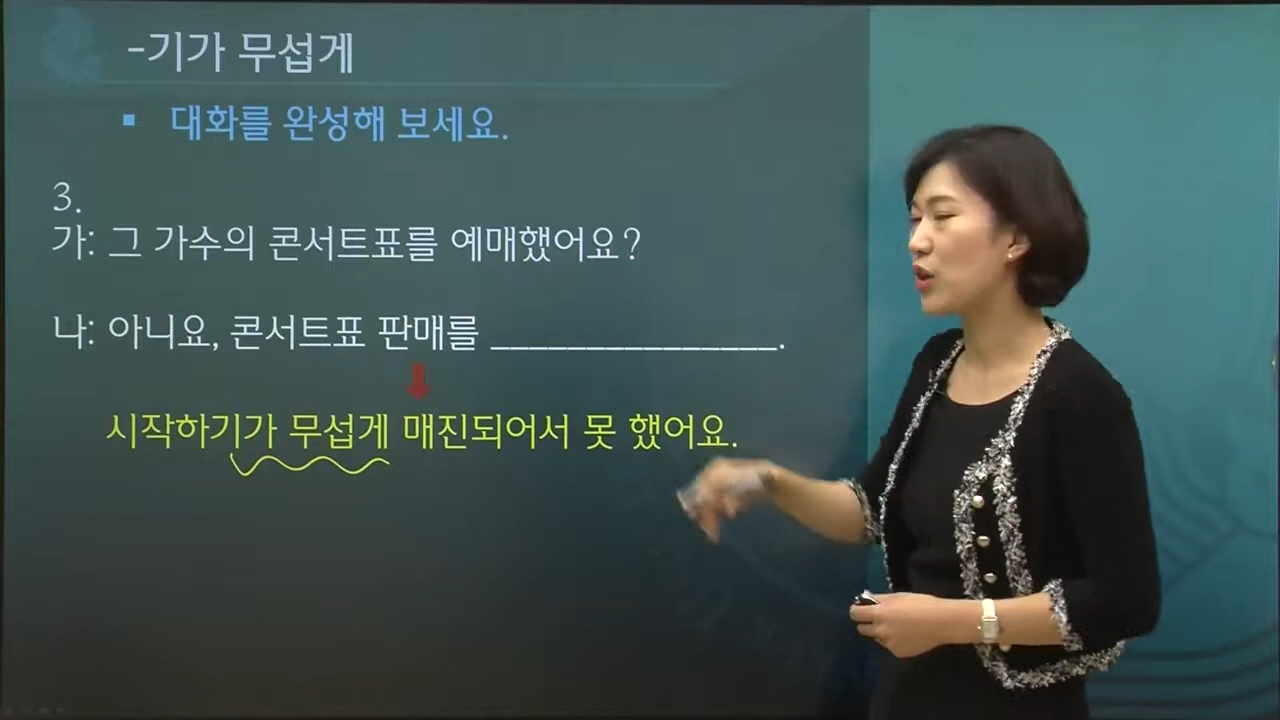 -기가 무섭게
▪ 대화를 완성해 보세요.
3.
가: 그 가수의 콘서트표를 예매했어요?
나: 아니요, 콘서트표 판매를 _______________.
시작하기가 무섭게 매진되어서 못 했어요.